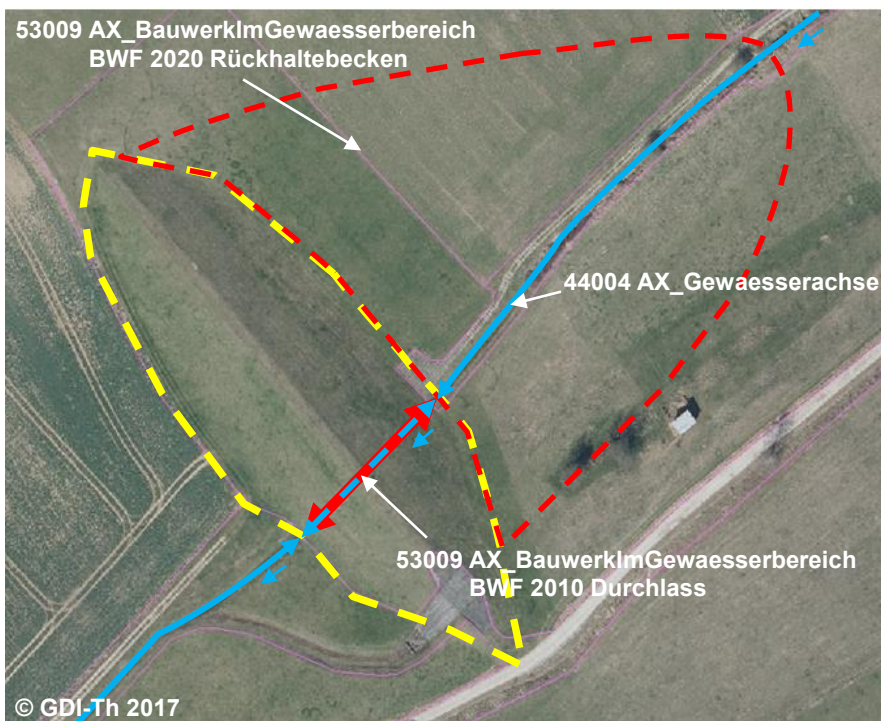 53009 AX_BauwerkImGewaesserbereich
BWF 2020 Rückhaltebecken
44004 AX_Gewaesserachse
53009 AX_BauwerkImGewaesserbereich
BWF 2010 Durchlass
© GDI-Th 2017